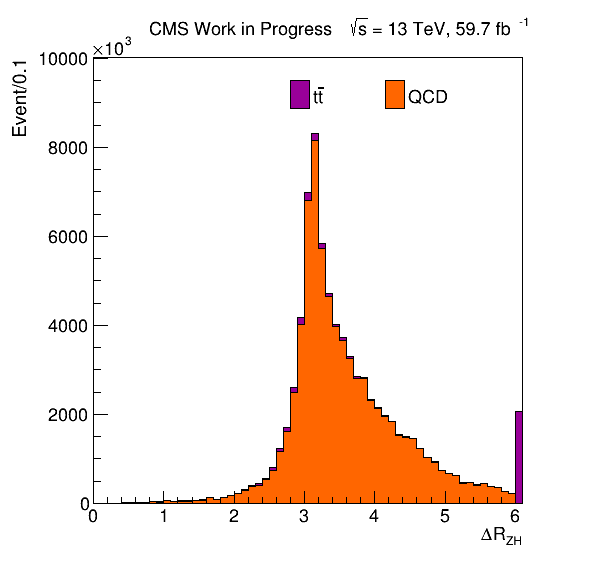 CMS Work in Progress √s = 13 TeV, 59.7 fb⁻¹
×10³
Event/0.1
10000
8000
6000
4000
2000
0
tt̄ QCD
0 1 2 3 4 5 6
ΔR_ZH